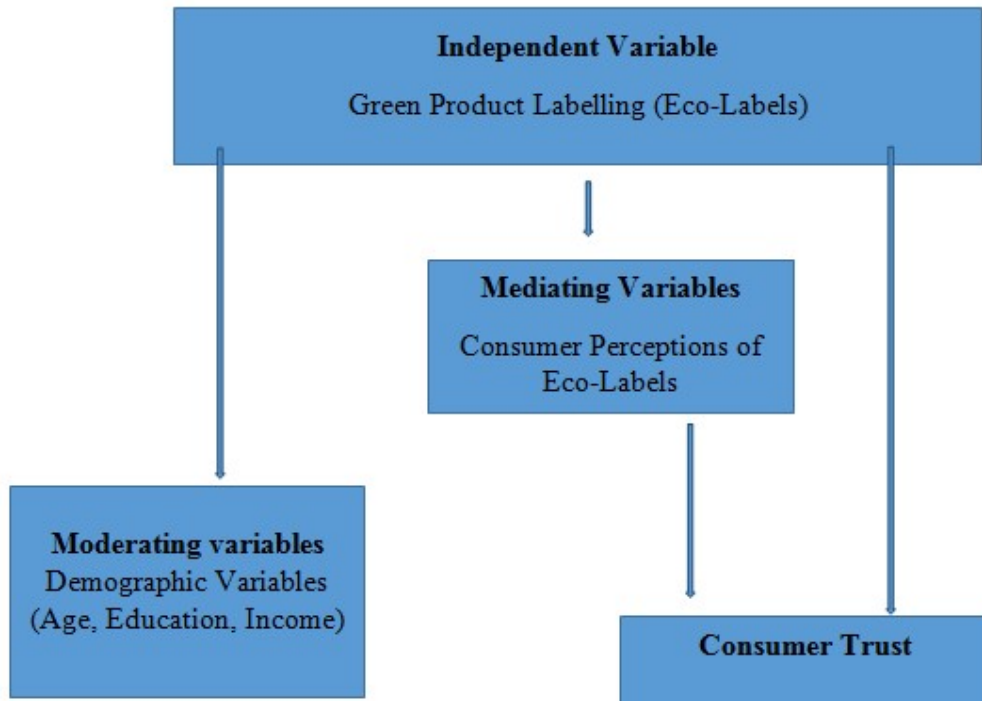 Independent Variable
Green Product Labelling (Eco-Labels)
Mediating Variables
Consumer Perceptions of
Eco-Labels
Moderating variables
Demographic Variables
(Age, Education, Income)
Consumer Trust